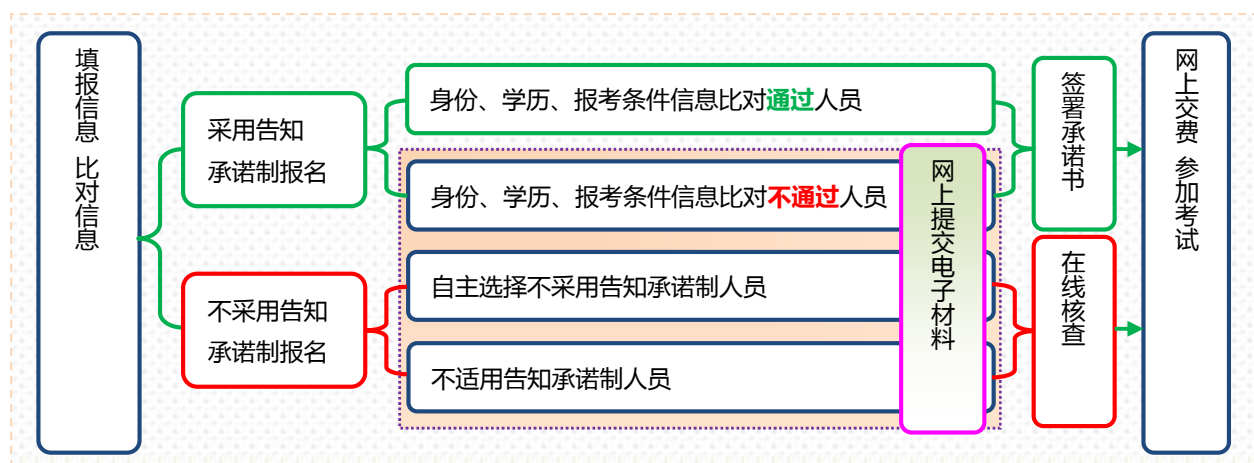 填报信息 比对信息
采用告知
承诺制报名
不采用告知
承诺制报名
身份、学历、报考条件信息比对通过人员
身份、学历、报考条件信息比对不通过人员
自主选择不采用告知承诺制人员
不适用告知承诺制人员
网上提交电子材料
签署承诺书
在线核查
网上交费 参加考试